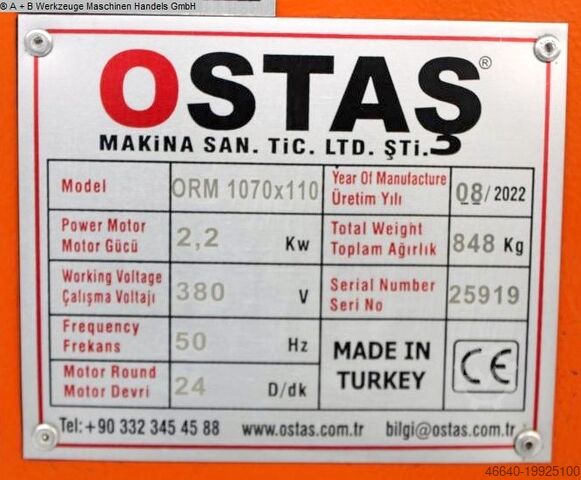 © A + B Werkzeuge Maschinen Handels GmbH
OSTAŞ®
MAKiNA SAN. TiC. LTD. ŞTi.
Model ORM 1070x110
Year Of Manufacture
Üretim Yılı 08/2022
Power Motor
Motor Gücü 2,2 Kw
Total Weight
Toplam Ağırlık 848 Kg
Working Voltage
Çalışma Voltajı 380 V
Serial Number
Seri No 25919
Frequency
Frekans 50 Hz
MADE IN
TURKEY
CE
Motor Round
Motor Devri 24 D/dk
Tel:+90 332 345 45 88 www.ostas.com.tr bilgi@ostas.com.tr
46640-19925100